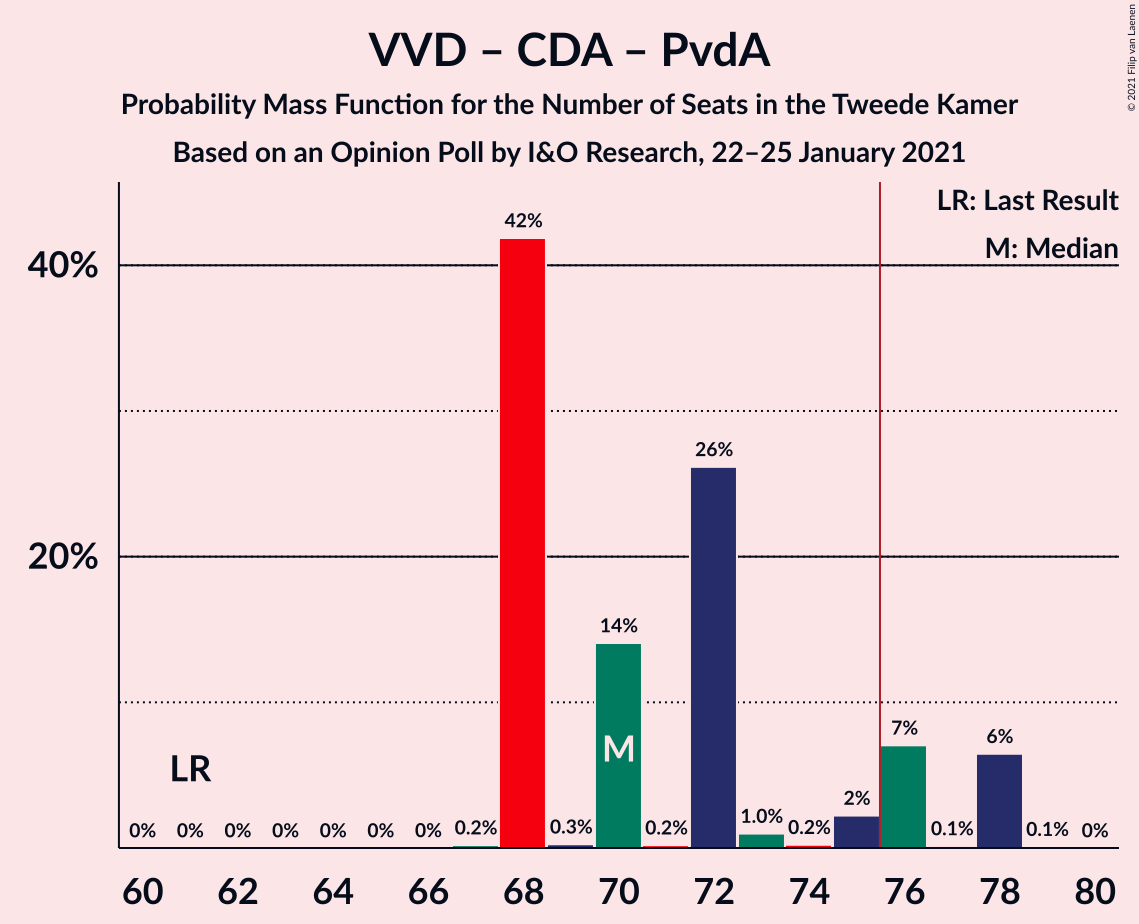 VVD – CDA – PvdA
Probability Mass Function for the Number of Seats in the Tweede Kamer
Based on an Opinion Poll by I&O Research, 22–25 January 2021
© 2021 Filip van Laenen
LR: Last Result
M: Median
42%
40%
26%
20%
14%
7%
6%
M
LR
2%
1.0%
0% 0% 0% 0% 0% 0% 0% 0.2% 0.3% 0.2% 0.2% 0.1% 0.1% 0%
60 62 64 66 68 70 72 74 76 78 80